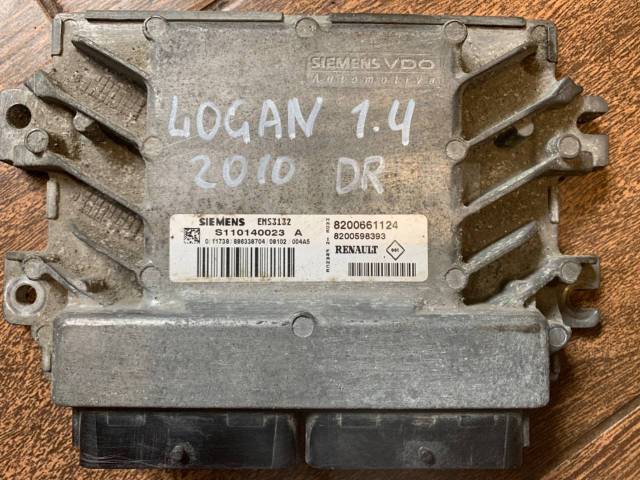 SIEMENS VDO
Automotive
LOGAN 1.4
2010 DR
SIEMENS EMS3132
S110140023 A
8200661124
8200598393
RENAULT